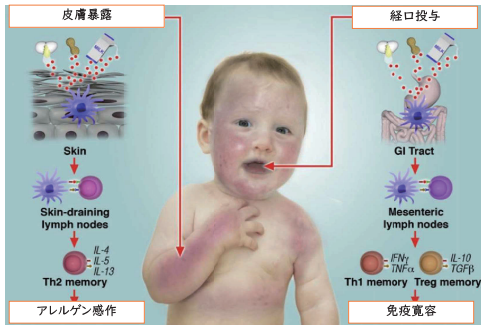 皮膚暴露
経口投与
MILK
MILK
Skin
GI Tract
Skin-draining
lymph nodes
Mesenteric
lymph nodes
IL-4
IL-5
IL-13
Th2 memory
IFNγ
TNFα
IL-10
TGFβ
Th1 memory
Treg memory
アレルゲン感作
免疫寛容